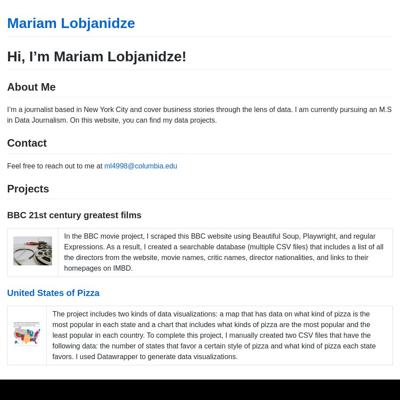 Mariam Lobjanidze
Hi, I’m Mariam Lobjanidze!
About Me
I’m a journalist based in New York City and cover business stories through the lens of data. I am currently pursuing an M.S
in Data Journalism. On this website, you can find my data projects.
Contact
Feel free to reach out to me at ml4998@columbia.edu
Projects
BBC 21st century greatest films
In the BBC movie project, I scraped this BBC website using Beautiful Soup, Playwright, and regular
Expressions. As a result, I created a searchable database (multiple CSV files) that includes a list of all
the directors from the website, movie names, critic names, director nationalities, and links to their
homepages on IMBD.
United States of Pizza
The project includes two kinds of data visualizations: a map that has data on what kind of pizza is the
most popular in each state and a chart that includes what kinds of pizza are the most popular and the
least popular in each country. To complete this project, I manually created two CSV files that have the
following data: the number of states that favor a certain style of pizza and what kind of pizza each state
favors. I used Datawrapper to generate data visualizations.